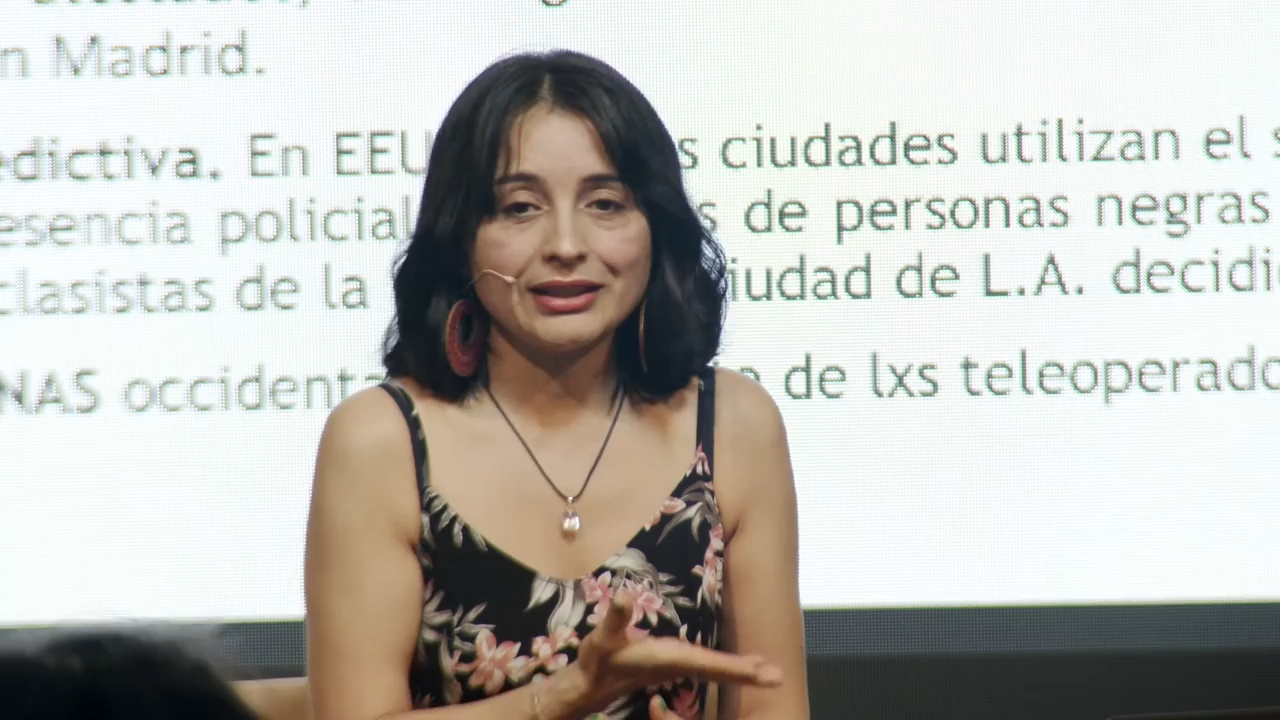 n Madrid.
edictiva. En EEU s ciudades utilizan el s
esencia policial s de personas negras
clasistas de la iudad de L.A. decidi
NAS occidenta de lxs teleoperado